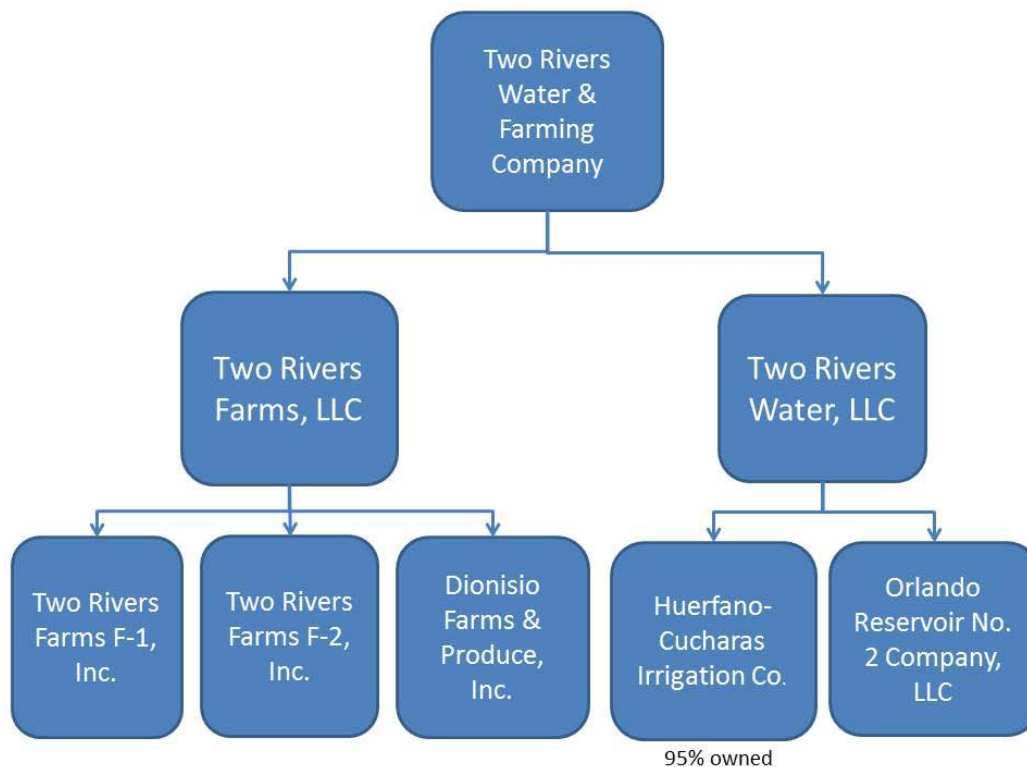 Two Rivers
Water &
Farming
Company
Two Rivers
Farms, LLC
Two Rivers
Water, LLC
Two Rivers
Farms F-1,
Inc.
Two Rivers
Farms F-2,
Inc.
Dionisio
Farms &
Produce,
Inc.
Huerfano-
Cucharas
Irrigation Co.
Orlando
Reservoir No.
2 Company,
LLC
95% owned